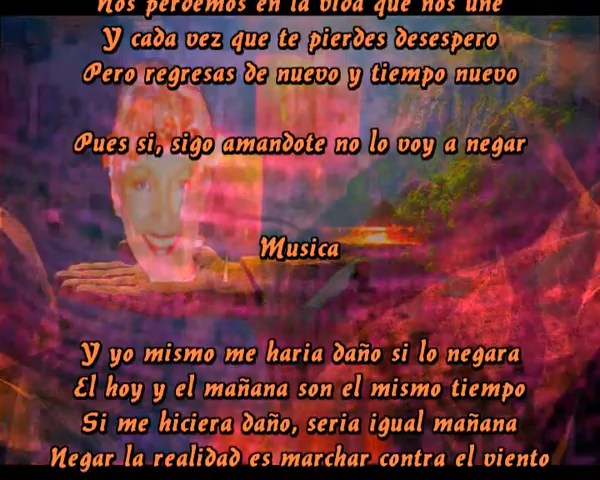 Nos perdemos en la vida que nos une
Y cada vez que te pierdes desespero
Pero regresas de nuevo y tiempo nuevo
Pues si, sigo amandote no lo voy a negar
Musica
Y yo mismo me haria daño si lo negara
El hoy y el mañana son el mismo tiempo
Si me hiciera daño, seria igual mañana
Negar la realidad es marchar contra el viento